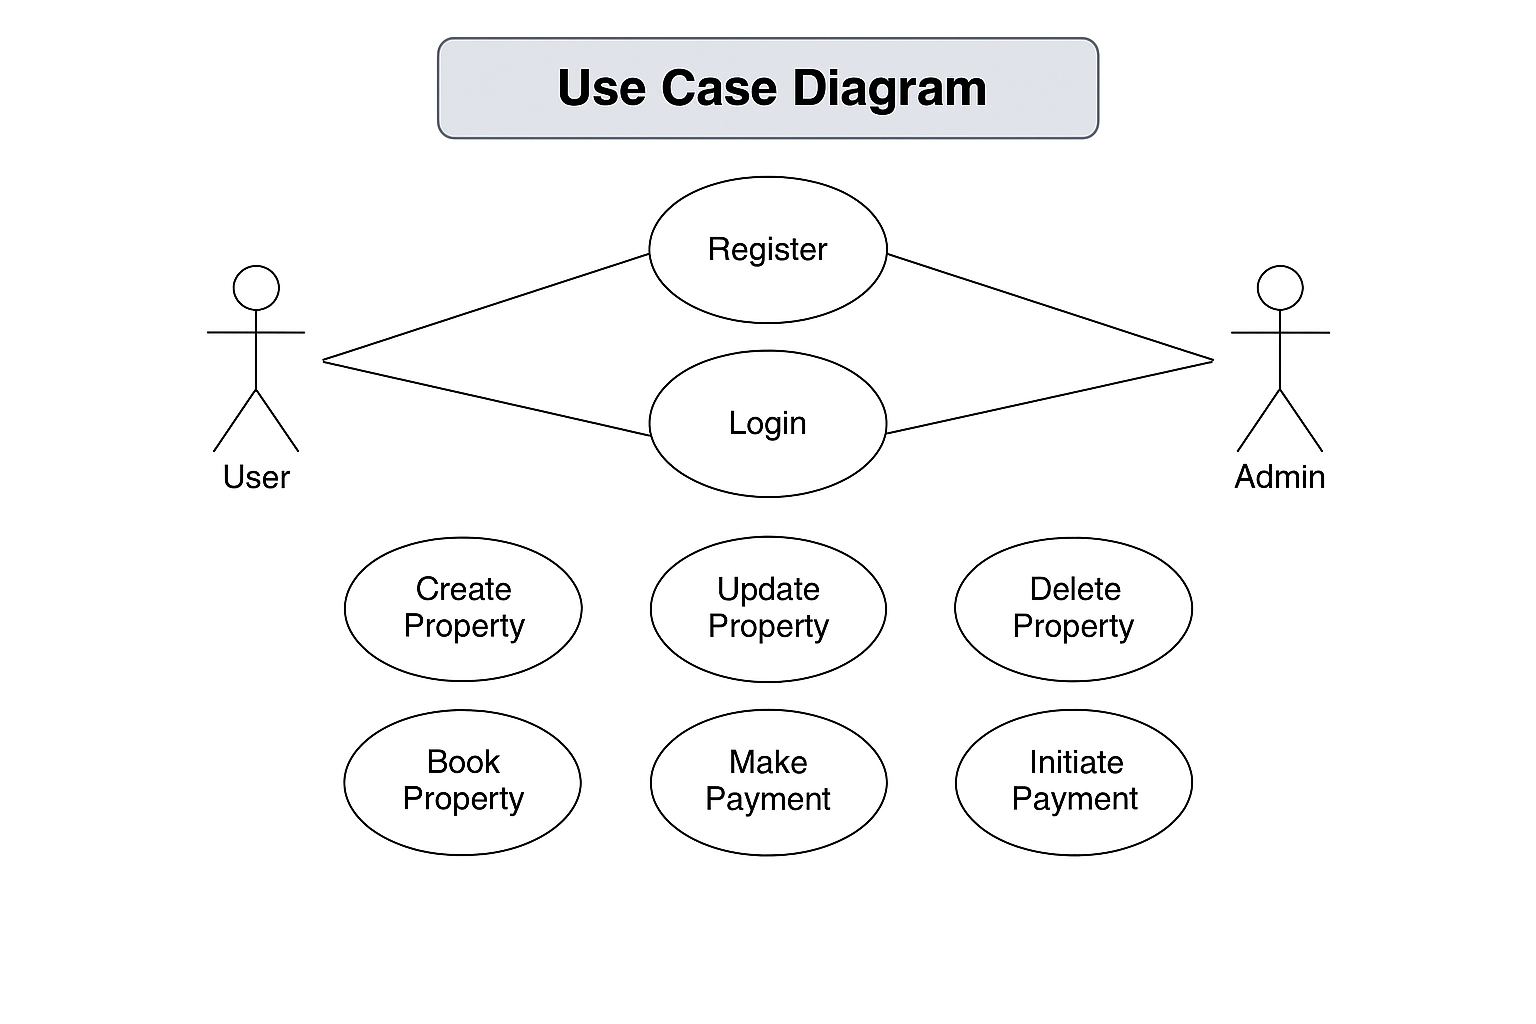 Use Case Diagram
Register
Login
User
Admin
Create
Property
Update
Property
Delete
Property
Book
Property
Make
Payment
Initiate
Payment